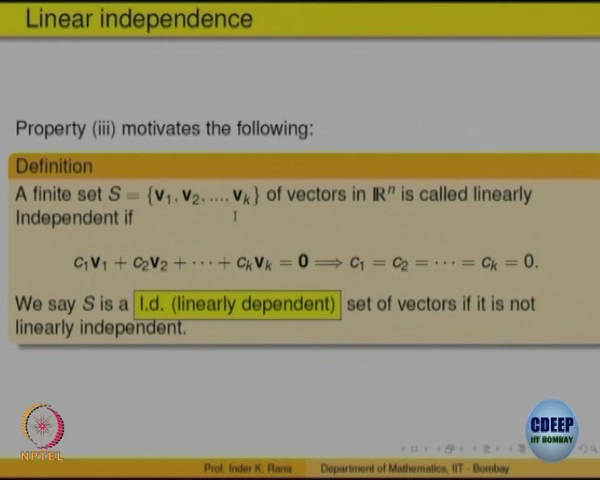 Linear independence
Property (iii) motivates the following:
Definition
A finite set S = {v₁, v₂, ..., vₖ} of vectors in ℝⁿ is called linearly
Independent if
c₁v₁ + c₂v₂ + ⋯ + cₖvₖ = 0 ⟹ c₁ = c₂ = ⋯ = cₖ = 0.
We say S is a l.d. (linearly dependent) set of vectors if it is not
linearly independent.
NPTEL
CDEEP
IIT BOMBAY
Prof. Inder K. Rana Department of Mathematics, IIT - Bombay